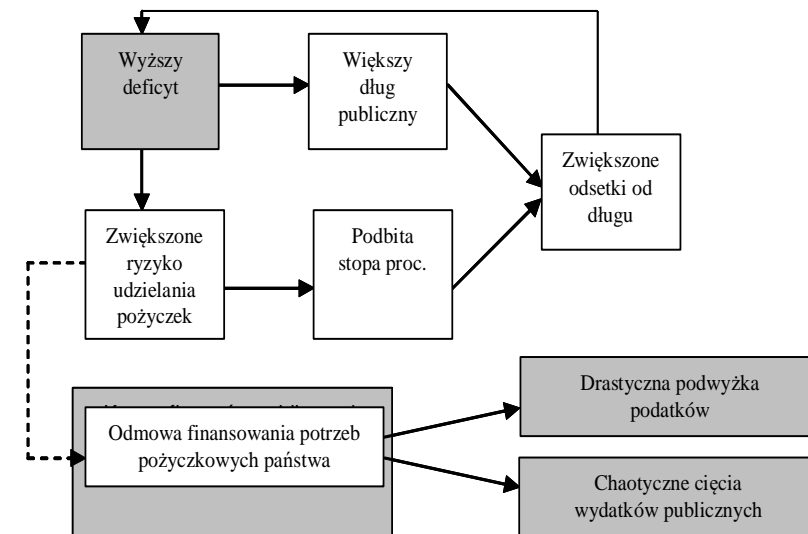 Wyższy
deficyt
Większy
dług
publiczny
Zwiększone
odsetki od
długu
Zwiększone
ryzyko
udzielania
pożyczek
Podbita
stopa proc.
Odmowa finansowania potrzeb
pożyczkowych państwa
Drastyczna podwyżka
podatków
Chaotyczne cięcia
wydatków publicznych